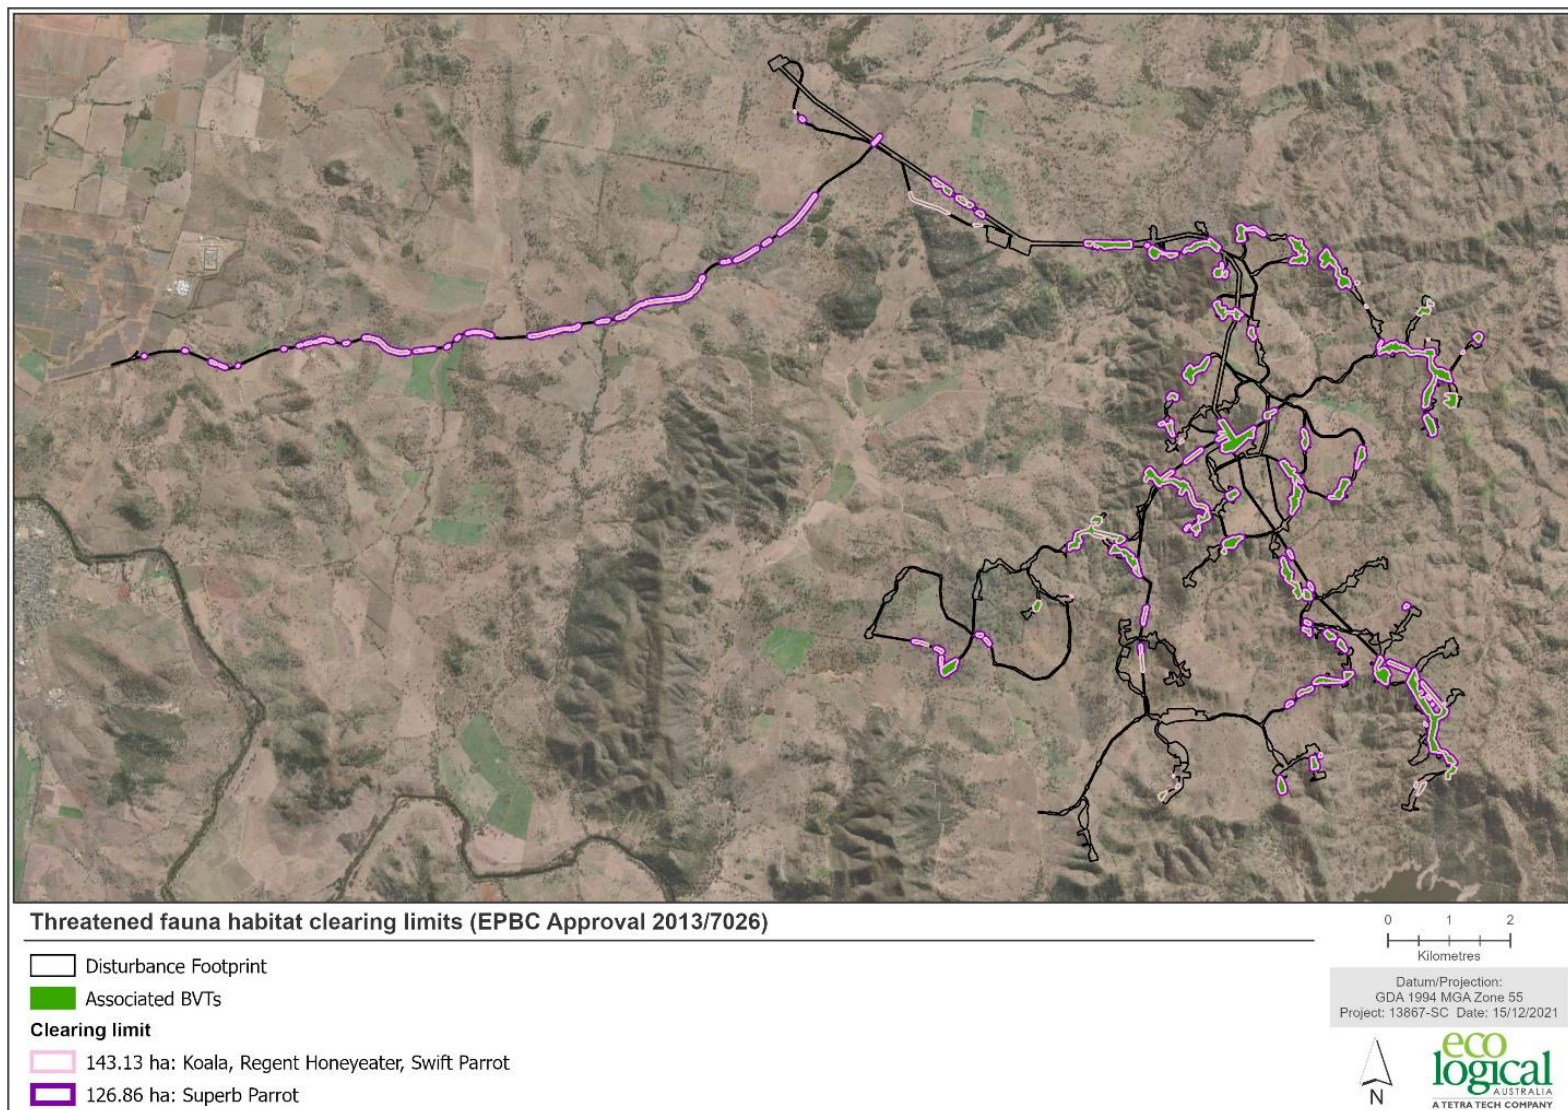 Threatened fauna habitat clearing limits (EPBC Approval 2013/7026)
Disturbance Footprint
Associated BVTs
Clearing limit
143.13 ha: Koala, Regent Honeyeater, Swift Parrot
126.86 ha: Superb Parrot
0 1 2
Kilometres
Datum/Projection:
GDA 1994 MGA Zone 55
Project: 13867-SC Date: 15/12/2021
N
eco
logical
AUSTRALIA
A TETRA TECH COMPANY